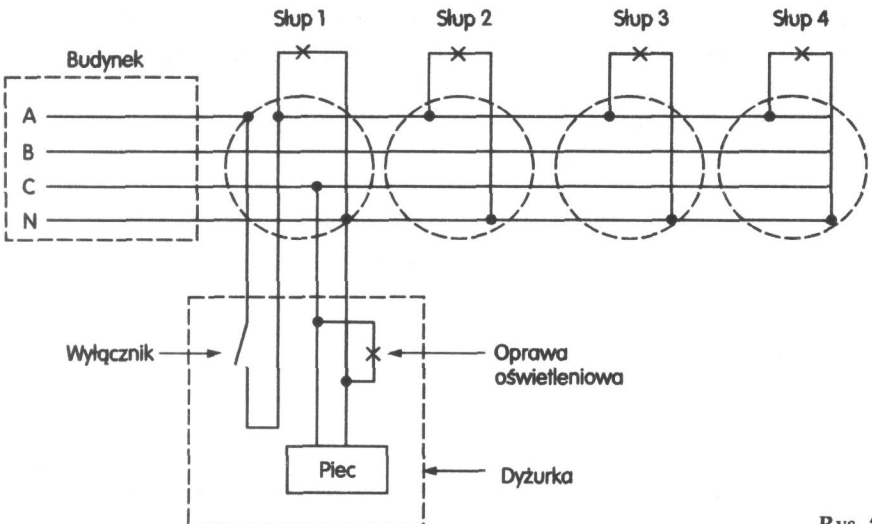 Słup 1
Słup 2
Słup 3
Słup 4
Budynek
A
B
C
N
Wyłącznik
Oprawa
oświetleniowa
Piec
Dyżurka